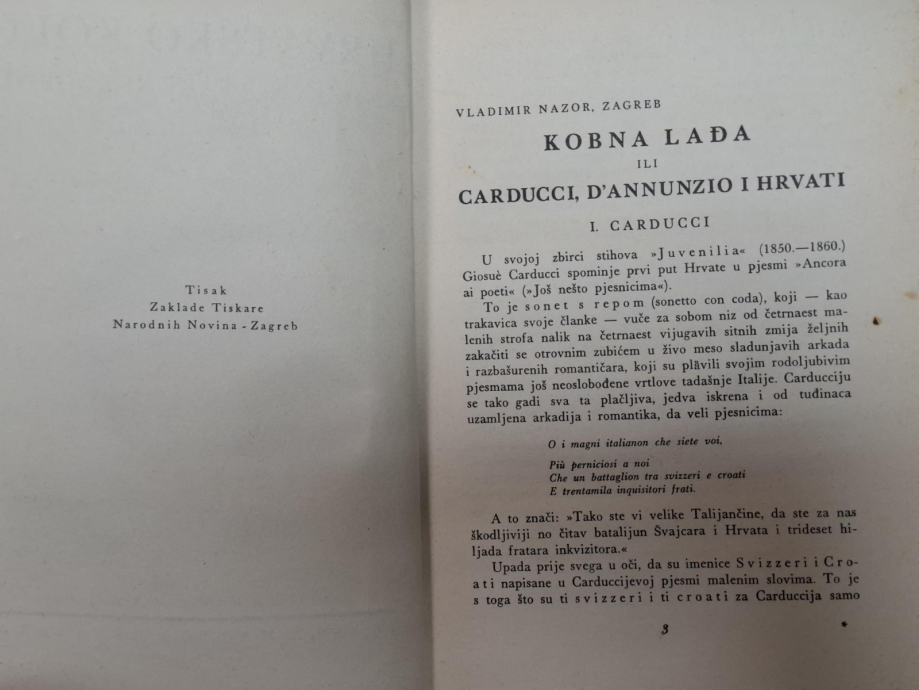 Tisak
Zaklade Tiskare
Narodnih Novina - Zagreb
VLADIMIR NAZOR, ZAGREB
KOBNA LAĐA
ILI
CARDUCCI, D'ANNUNZIO I HRVATI
I. CARDUCCI
U svojoj zbirci stihova »Juvenilia« (1850.—1860.)
Giosuè Carducci spominje prvi put Hrvate u pjesmi »Ancora
ai poeti« (»Još nešto pjesnicima«).
To je sonet s repom (sonetto con coda), koji — kao
trakavica svoje članke — vuče za sobom niz od četrnaest ma-
lenih strofa nalik na četrnaest vijugavih sitnih zmija željnih
zakačiti se otrovnim zubićem u živo meso sladunjavih arkada
i razbašurenih romantičara, koji su plâvili svojim rodoljubivim
pjesmama još neoslobođene vrtlove tadašnje Italije. Carducciju
se tako gadi sva ta plačljiva, jedva iskrena i od tuđinaca
uzamljena arkadija i romantika, da veli pjesnicima:
O i magni italianon che siete voi,
Più perniciosi a noi
Che un battaglion tra svizzeri e croati
E trentamila inquisitori frati.
A to znači: »Tako ste vi velike Talijančine, da ste za nas
škodljiviji no čitav batalijun Švajcara i Hrvata i trideset hi-
ljada fratara inkvizitora.«
Upada prije svega u oči, da su imenice Svizzeri i Cro-
ati napisane u Carduccijevoj pjesmi malenim slovima. To je
s toga što su ti svizzeri i ti croati za Carduccija samo
3
*